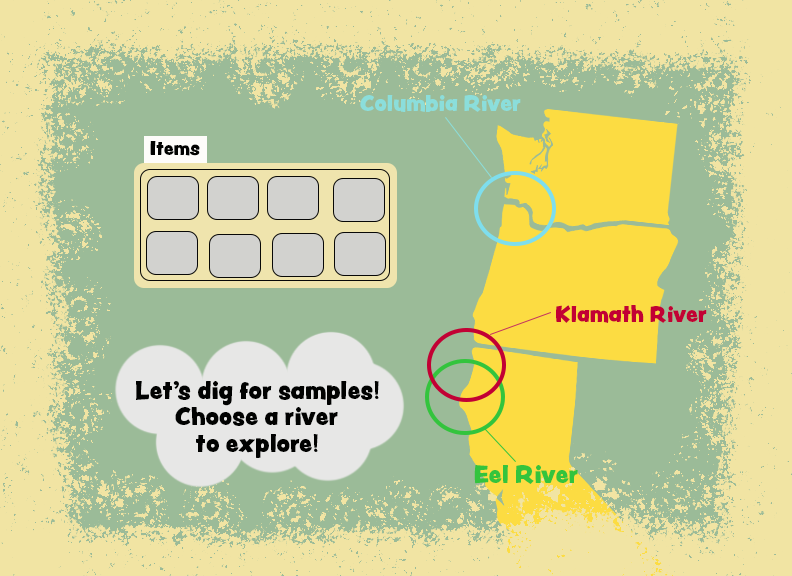 Columbia River
Items
Klamath River
Let's dig for samples!
Choose a river
to explore!
Eel River